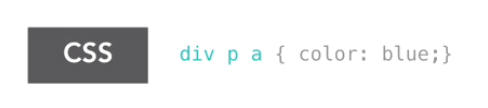 CSS div p a { color: blue;}